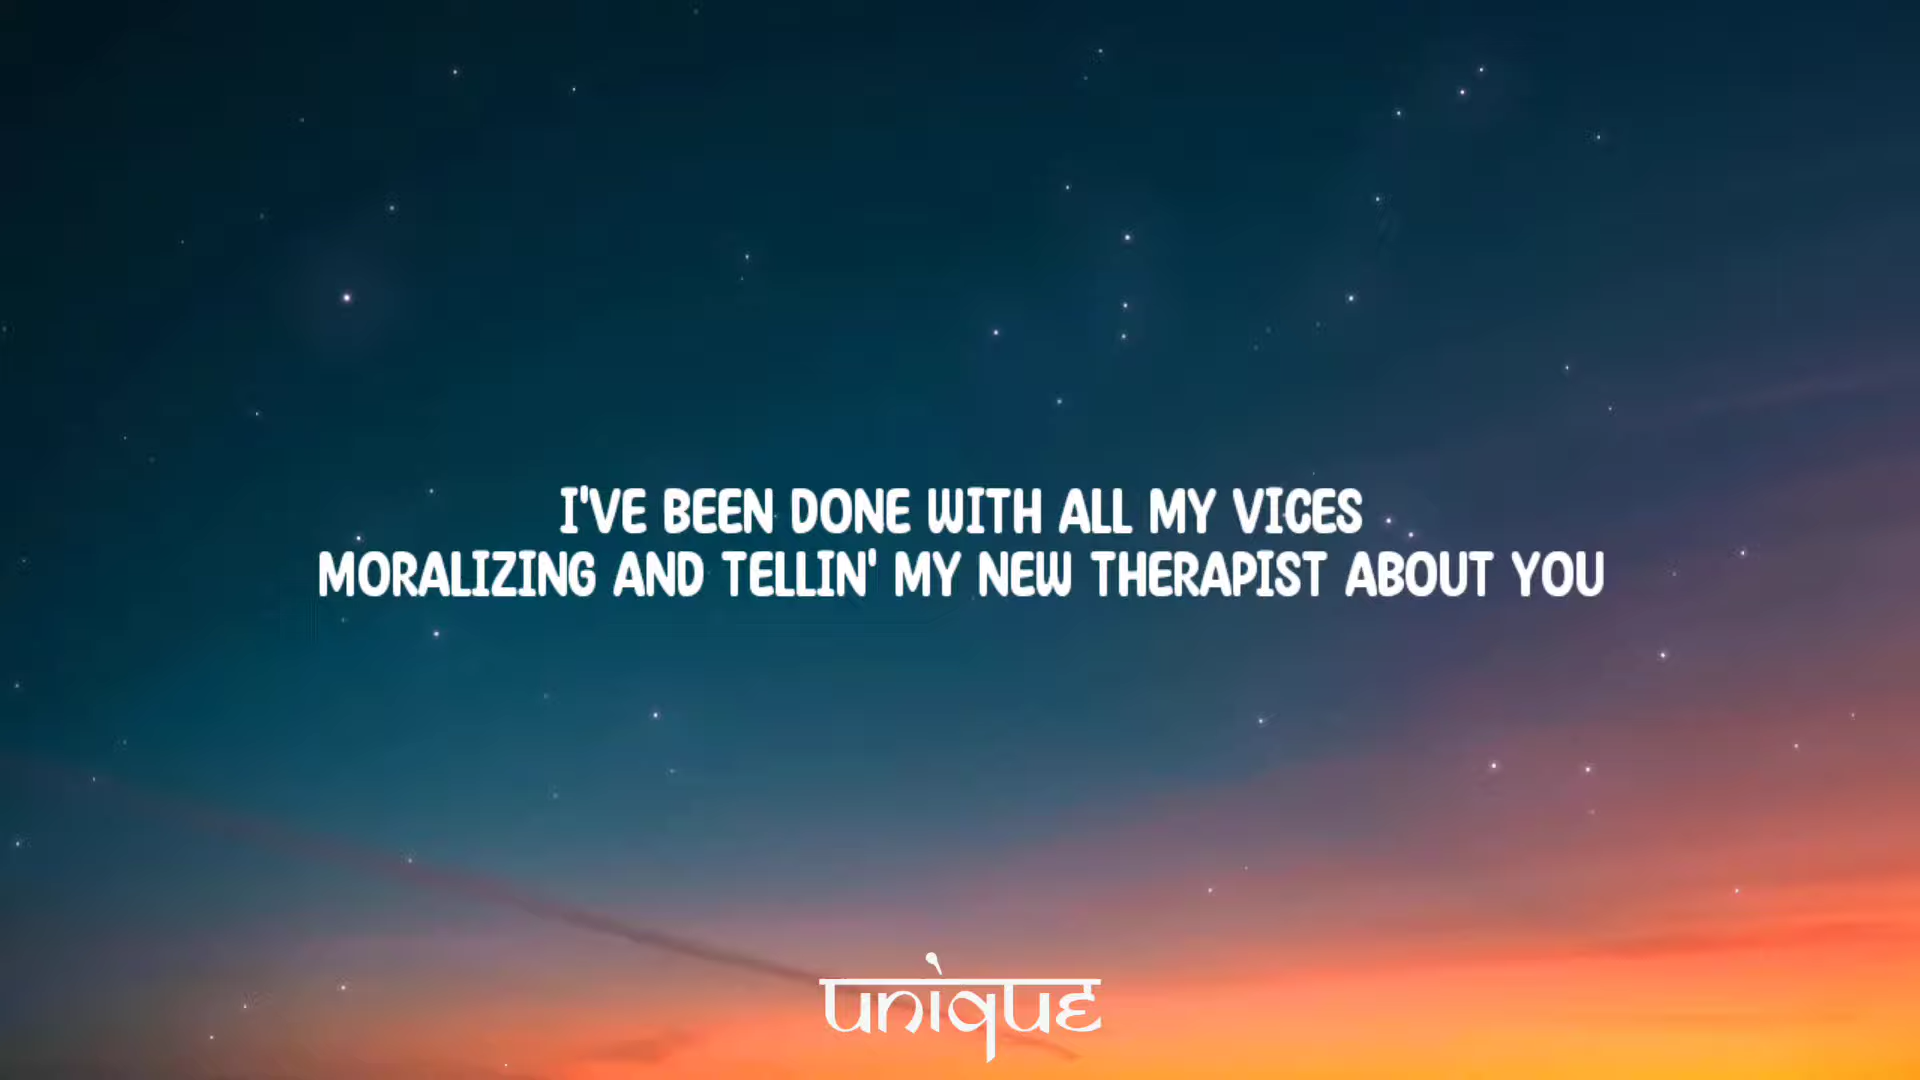 I'VE BEEN DONE WITH ALL MY VICES
MORALIZING AND TELLIN' MY NEW THERAPIST ABOUT YOU
unique